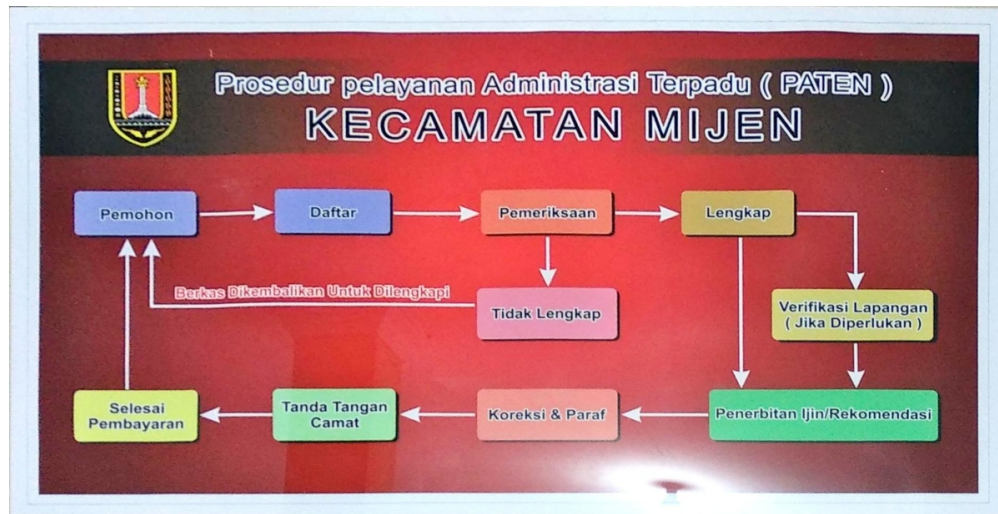 Prosedur pelayanan Administrasi Terpadu ( PATEN )
KECAMATAN MIJEN
Pemohon
Daftar
Pemeriksaan
Lengkap
Berkas Dikembalikan Untuk Dilengkapi
Tidak Lengkap
Verifikasi Lapangan
( Jika Diperlukan )
Selesai
Pembayaran
Tanda Tangan
Camat
Koreksi & Paraf
Penerbitan Ijin/Rekomendasi